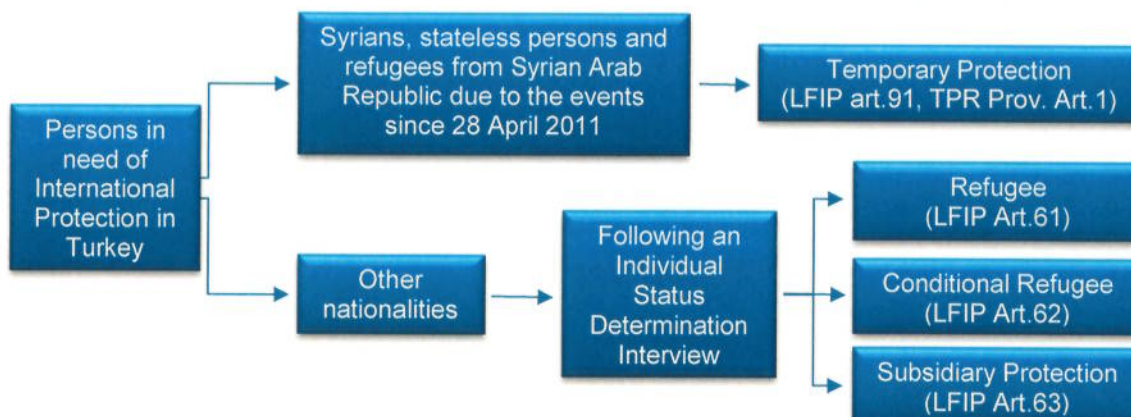 Persons in
need of
International
Protection in
Turkey
Syrians, stateless persons and
refugees from Syrian Arab
Republic due to the events
since 28 April 2011
Temporary Protection
(LFIP art.91, TPR Prov. Art.1)
Other
nationalities
Following an
Individual
Status
Determination
Interview
Refugee
(LFIP Art.61)
Conditional Refugee
(LFIP Art.62)
Subsidiary Protection
(LFIP Art.63)